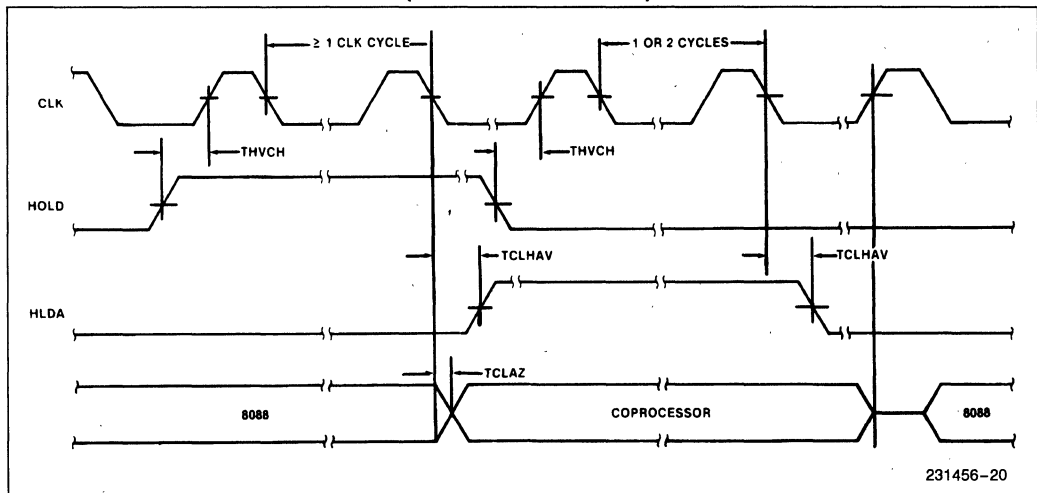 ≥ 1 CLK CYCLE
1 OR 2 CYCLES
CLK
THVCH
THVCH
HOLD
TCLHAV
TCLHAV
HLDA
TCLAZ
8088
COPROCESSOR
8088
231456-20